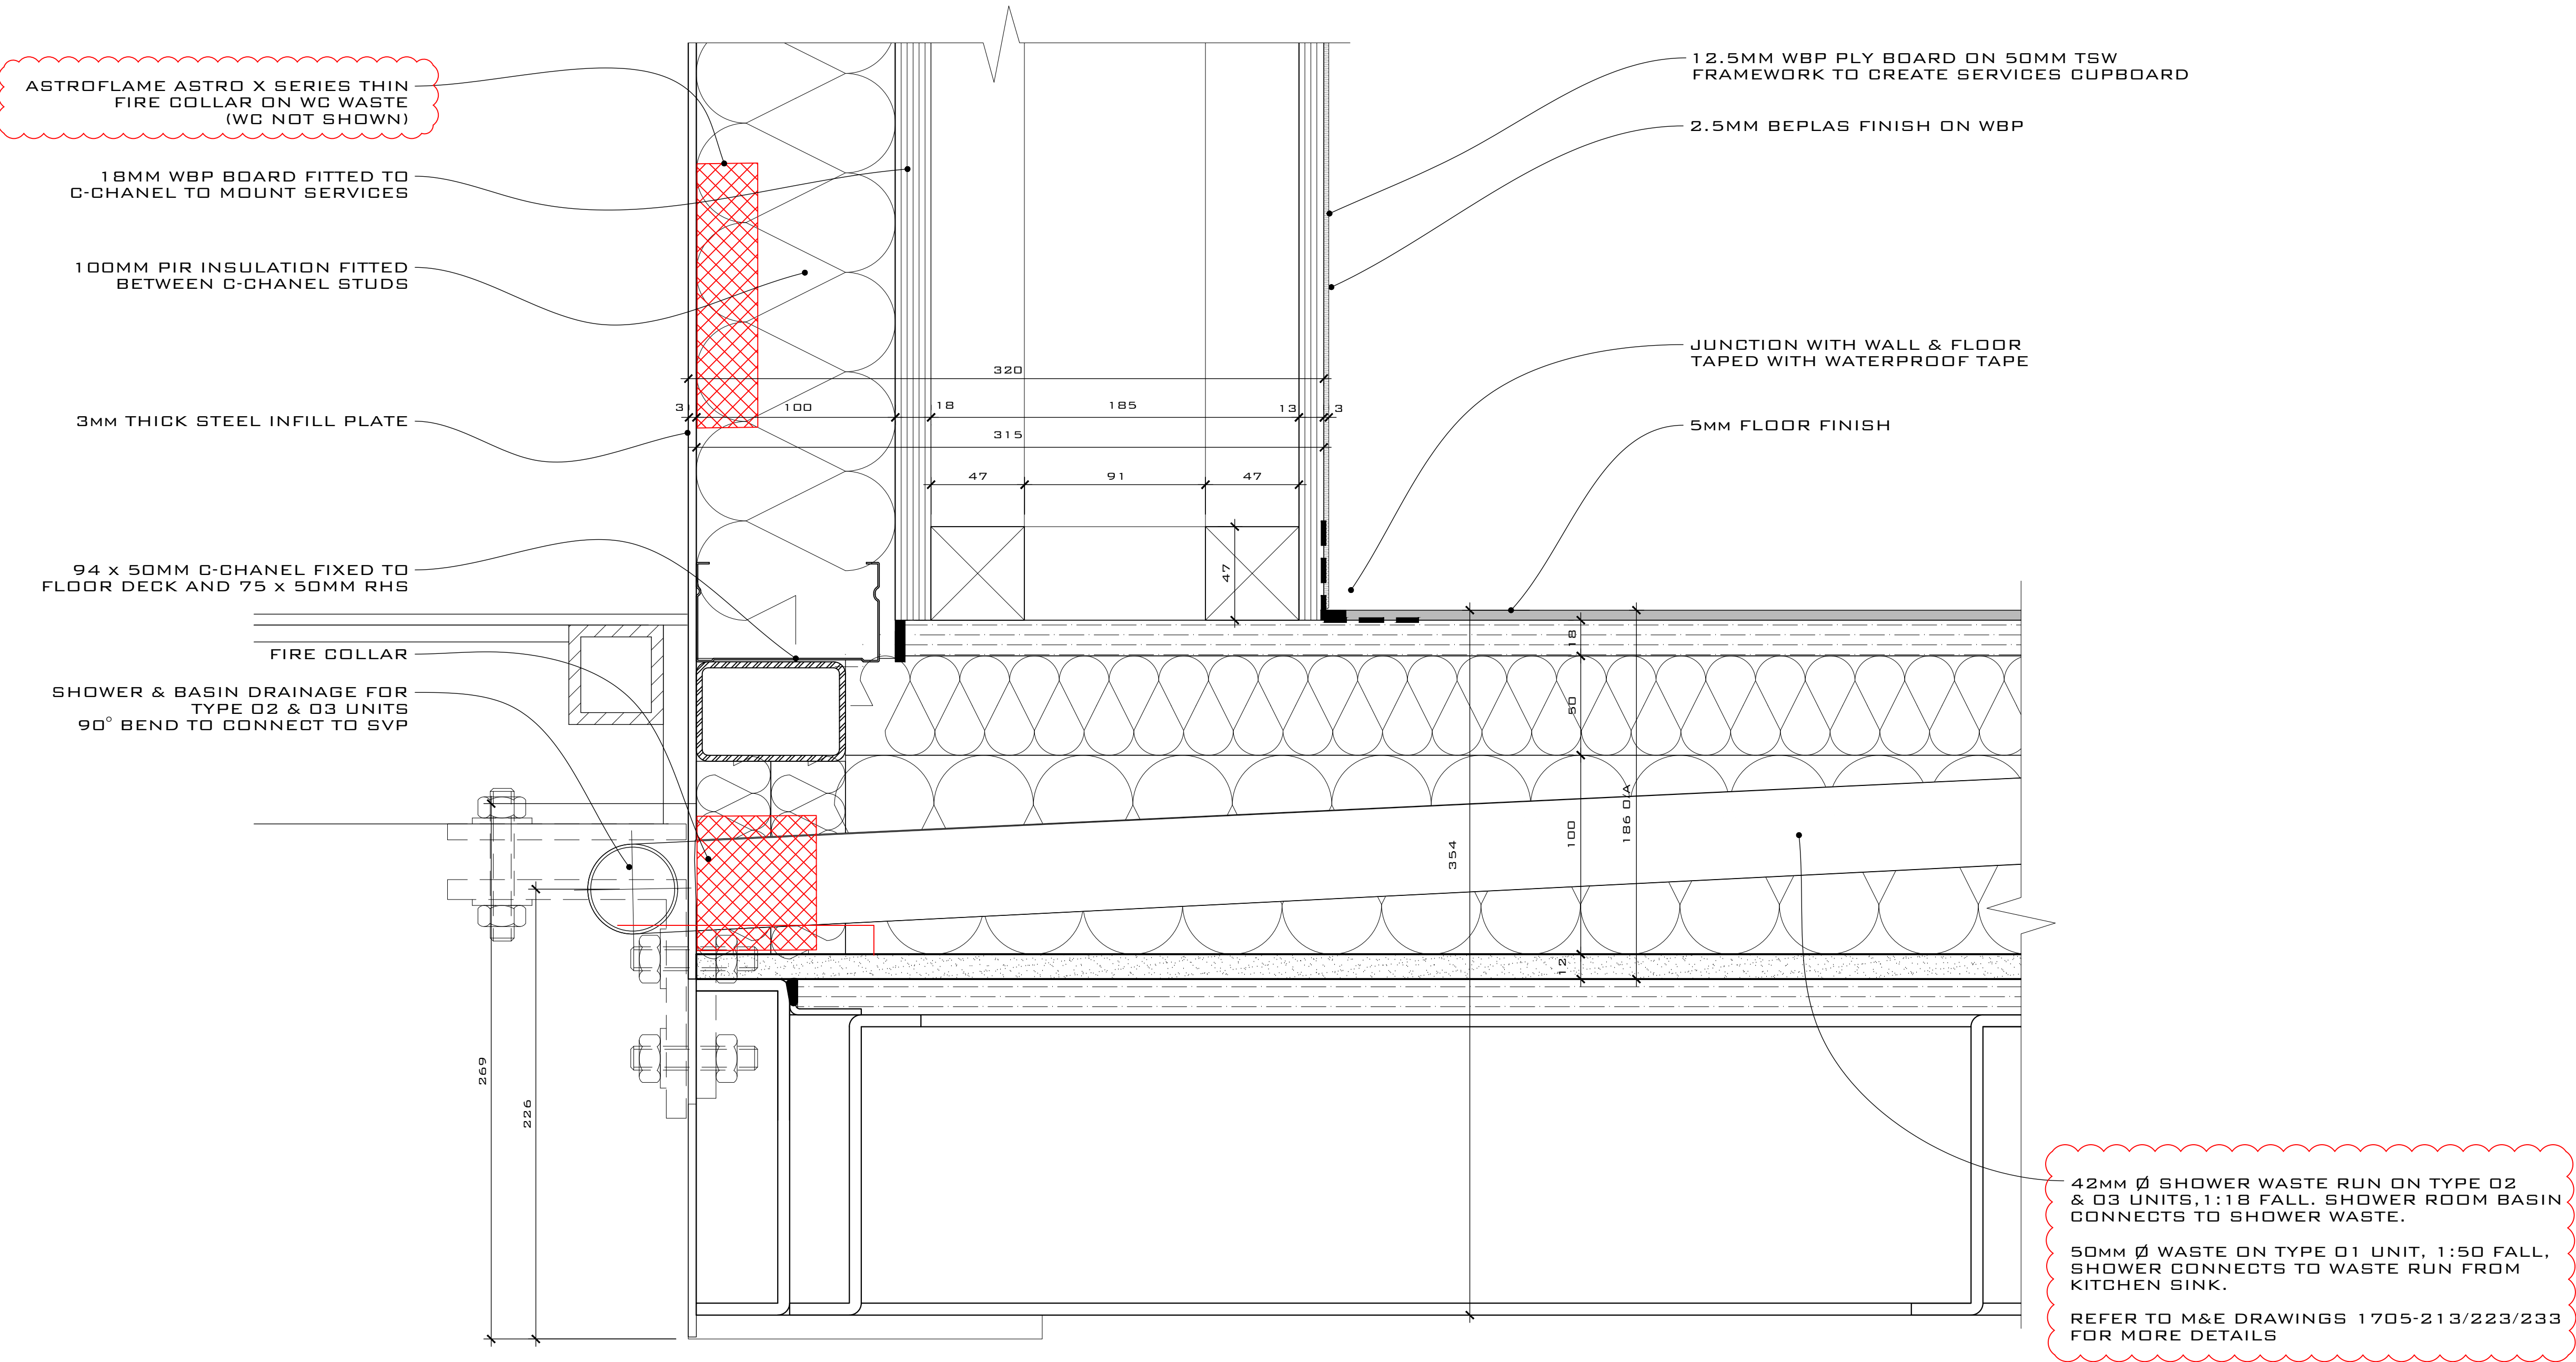 ASTROFLAME ASTRO X SERIES THIN
FIRE COLLAR ON WC WASTE
(WC NOT SHOWN)
18MM WBP BOARD FITTED TO
C-CHANEL TO MOUNT SERVICES
100MM PIR INSULATION FITTED
BETWEEN C-CHANEL STUDS
3MM THICK STEEL INFILL PLATE
94 x 50MM C-CHANEL FIXED TO
FLOOR DECK AND 75 x 50MM RHS
FIRE COLLAR
SHOWER & BASIN DRAINAGE FOR
TYPE 02 & 03 UNITS
90° BEND TO CONNECT TO SVP
12.5MM WBP PLY BOARD ON 50MM TSW
FRAMEWORK TO CREATE SERVICES CUPBOARD
2.5MM BEPLAS FINISH ON WBP
JUNCTION WITH WALL & FLOOR
TAPED WITH WATERPROOF TAPE
5MM FLOOR FINISH
320
3
100
18
185
13
3
315
47
91
47
47
18
50
100
186 O/A
354
12
269
226
42MM Ø SHOWER WASTE RUN ON TYPE 02
& 03 UNITS,1:18 FALL. SHOWER ROOM BASIN
CONNECTS TO SHOWER WASTE.
50MM Ø WASTE ON TYPE 01 UNIT, 1:50 FALL,
SHOWER CONNECTS TO WASTE RUN FROM
KITCHEN SINK.
REFER TO M&E DRAWINGS 1705-213/223/233
FOR MORE DETAILS